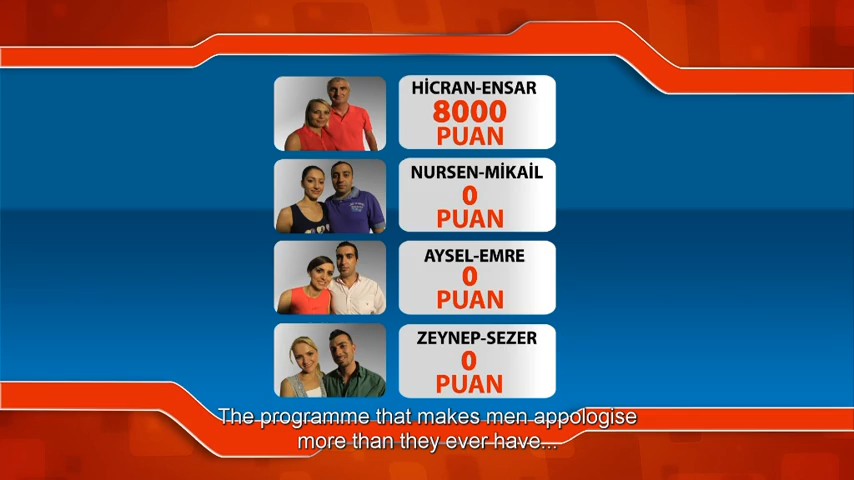 HİCRAN-ENSAR
8000
PUAN
NURSEN-MİKAİL
0
PUAN
AYSEL-EMRE
0
PUAN
ZEYNEP-SEZER
0
PUAN
The programme that makes men appologise
more than they ever have...